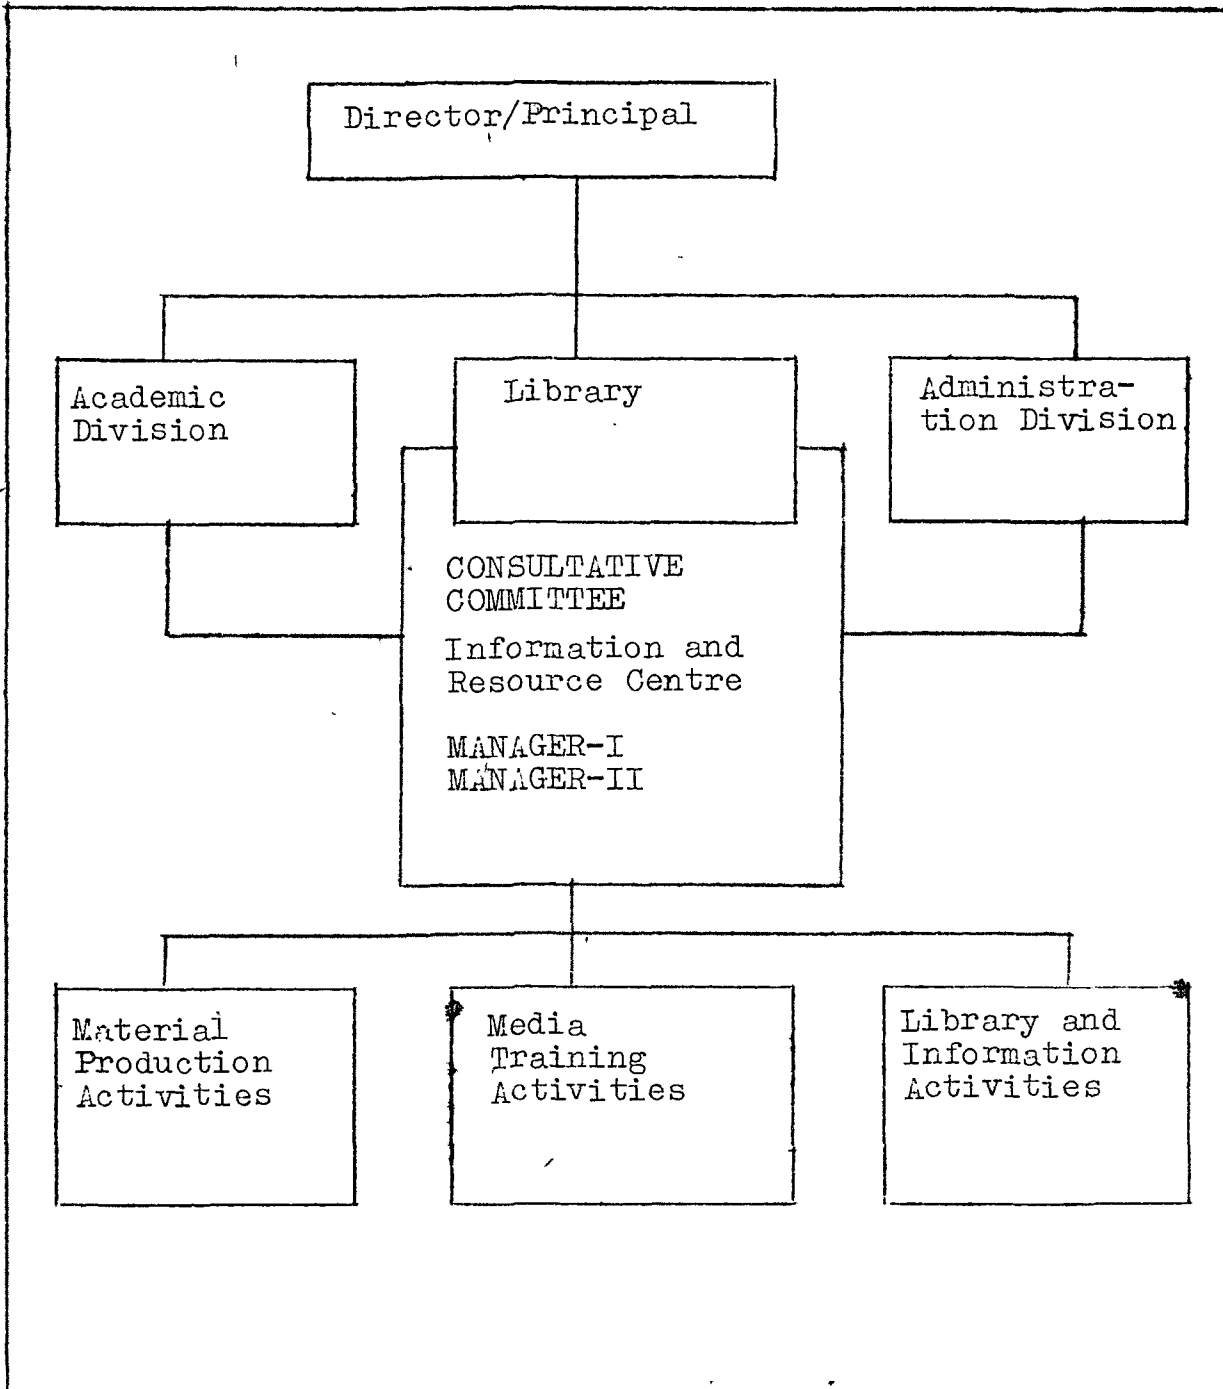 Director/Principal
Academic
Division
Library
Administra-
tion Division
CONSULTATIVE
COMMITTEE
Information and
Resource Centre
MANAGER-I
MANAGER-II
Material
Production
Activities
Media
Training
Activities
Library and
Information
Activities